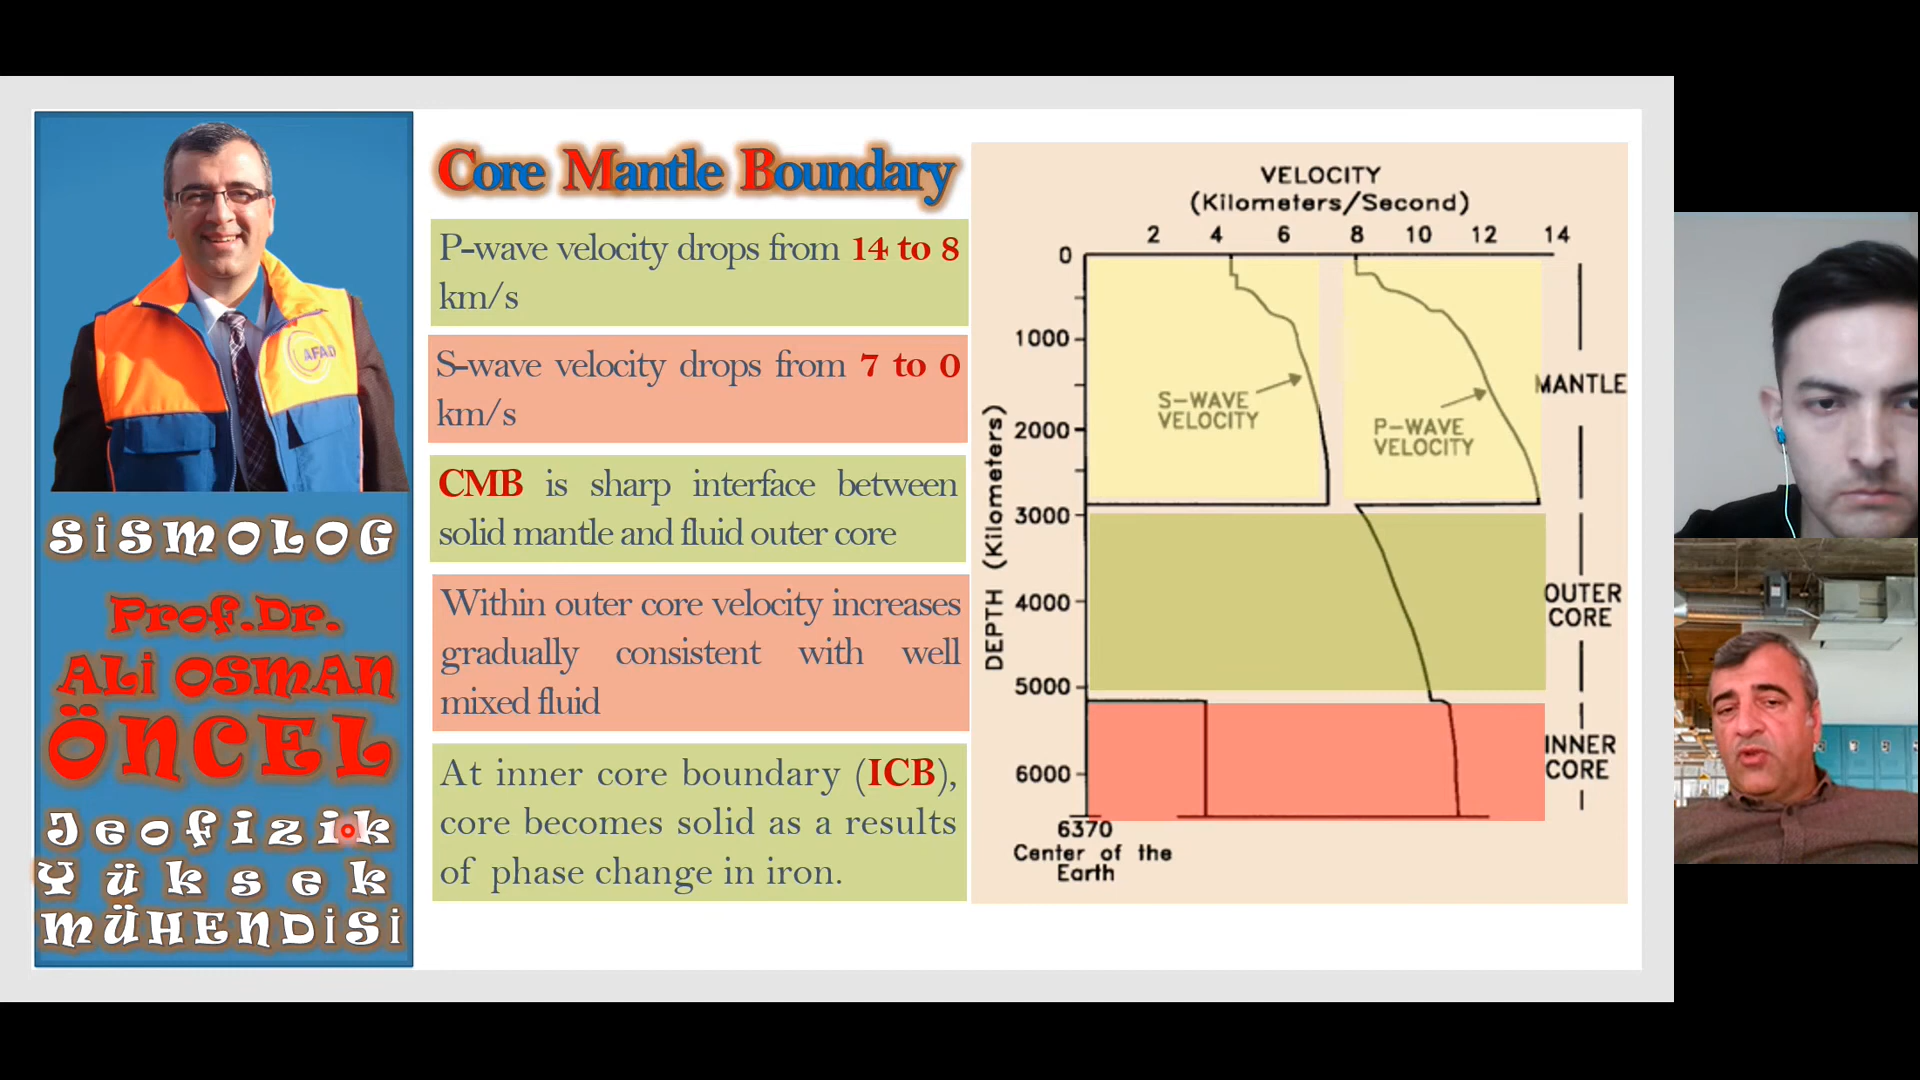 Core Mantle Boundary
P-wave velocity drops from 14 to 8
km/s
S-wave velocity drops from 7 to 0
km/s
CMB is sharp interface between
solid mantle and fluid outer core
Within outer core velocity increases
gradually consistent with well
mixed fluid
At inner core boundary (ICB),
core becomes solid as a results
of phase change in iron.
AFAD
SİSMOLOG
Prof.Dr.
ALİ OSMAN
ÖNCEL
Jeofizik
Yüksek
MÜHENDİSİ
VELOCITY
(Kilometers/Second)
2 4 6 8 10 12 14
0
1000
2000
3000
4000
5000
6000
6370
DEPTH (Kilometers)
S-WAVE
VELOCITY
P-WAVE
VELOCITY
MANTLE
OUTER
CORE
INNER
CORE
Center of the
Earth